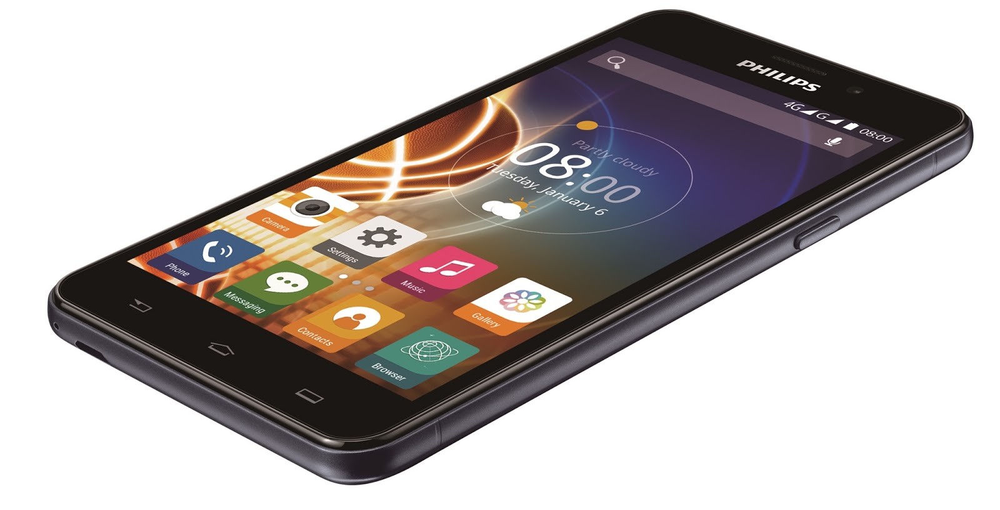 PHILIPS
4G G 08:00
Partly cloudy
08:00
Tuesday, January 6
Camera
Settings
Music
Gallery
Phone
Messaging
Contacts
Browser